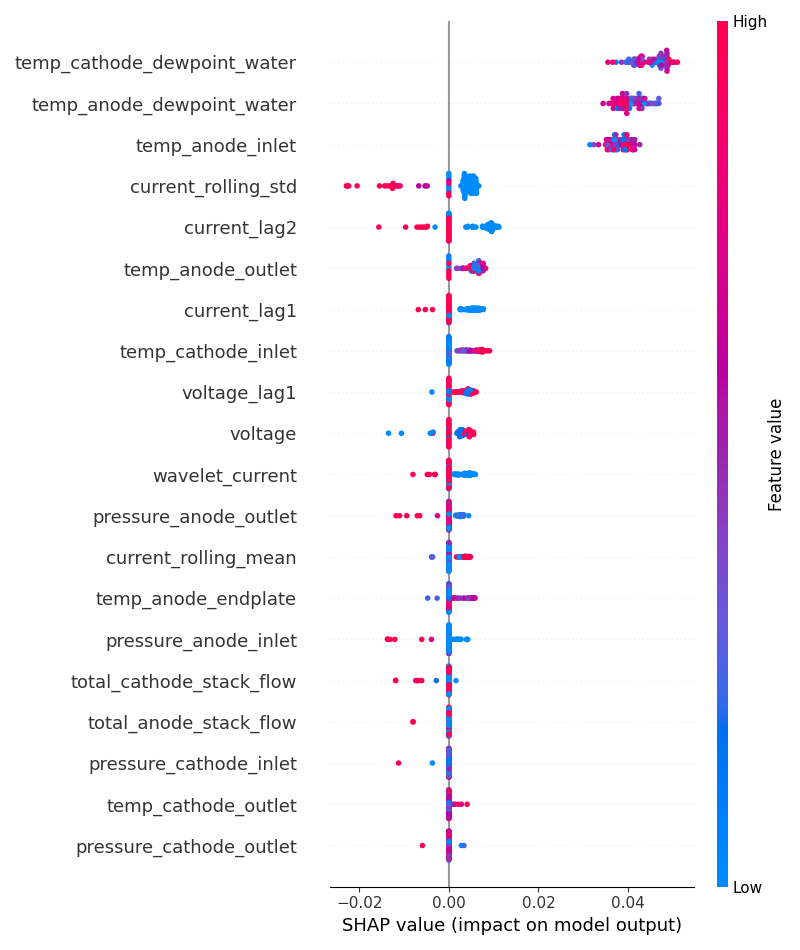 High
temp_cathode_dewpoint_water
temp_anode_dewpoint_water
temp_anode_inlet
current_rolling_std
current_lag2
temp_anode_outlet
current_lag1
temp_cathode_inlet
voltage_lag1
voltage
wavelet_current
pressure_anode_outlet
current_rolling_mean
temp_anode_endplate
pressure_anode_inlet
total_cathode_stack_flow
total_anode_stack_flow
pressure_cathode_inlet
temp_cathode_outlet
pressure_cathode_outlet
Feature value
Low
−0.02 0.00 0.02 0.04
SHAP value (impact on model output)